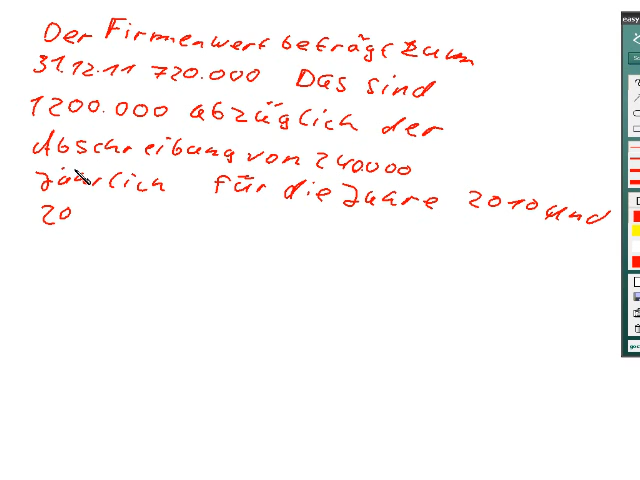 Der Firmenwert beträgt zum
31.12.11 720.000 Das sind
1200.000 abzüglich der
Abschreibung von 240000
jährlich für die Jahre 2010 und
20
easy